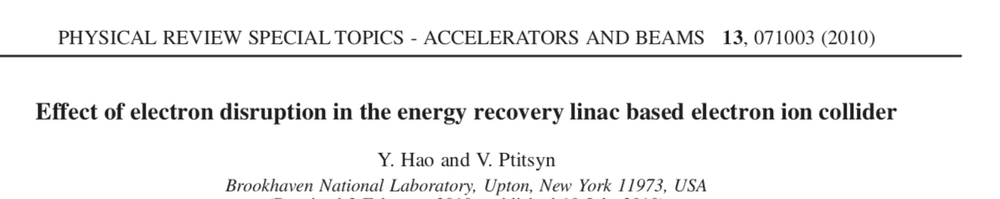 PHYSICAL REVIEW SPECIAL TOPICS - ACCELERATORS AND BEAMS 13, 071003 (2010)
Effect of electron disruption in the energy recovery linac based electron ion collider
Y. Hao and V. Ptitsyn
Brookhaven National Laboratory, Upton, New York 11973, USA